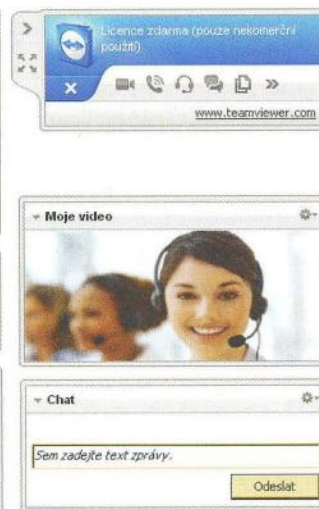 Licence zdarma (pouze nekomerční
použití)
www.teamviewer.com
Moje video
Chat
Sem zadejte text zprávy.
Odeslat